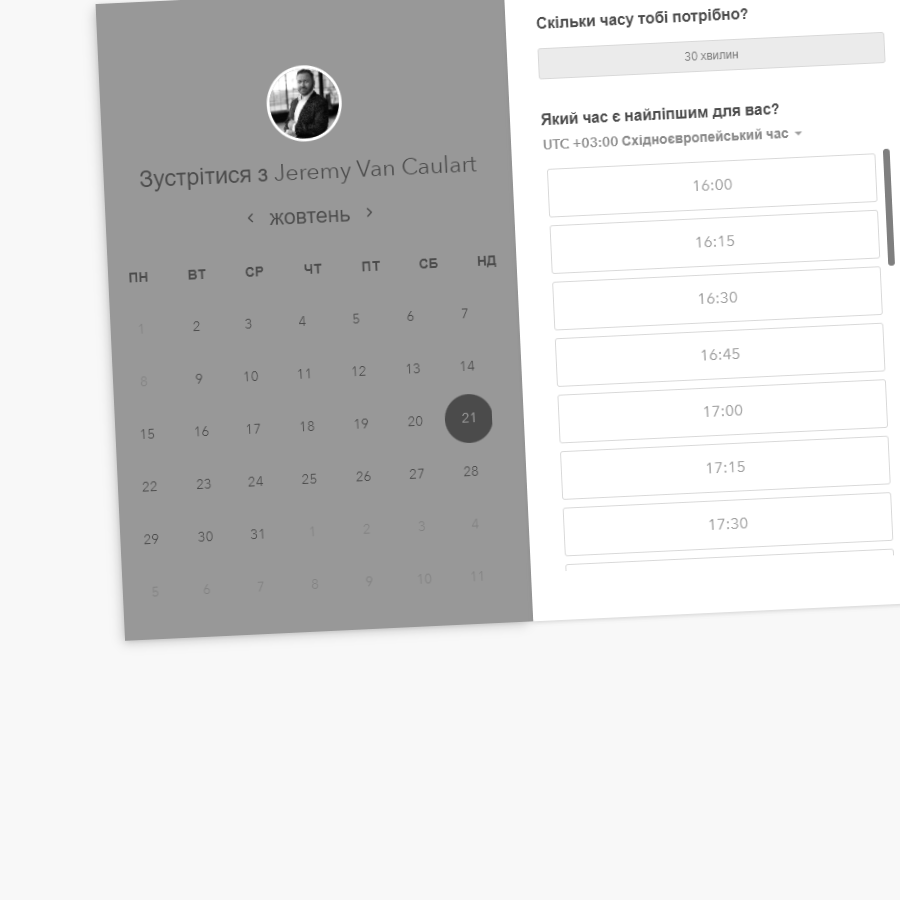 Зустрітися з Jeremy Van Caulart
жовтень
ПН ВТ СР ЧТ ПТ СБ НД
1 2 3 4 5 6 7
8 9 10 11 12 13 14
15 16 17 18 19 20 21
22 23 24 25 26 27 28
29 30 31 1 2 3 4
5 6 7 8 9 10 11
Скільки часу тобі потрібно?
30 хвилин
Який час є найліпшим для вас?
UTC +03:00 Східноєвропейський час
16:00
16:15
16:30
16:45
17:00
17:15
17:30